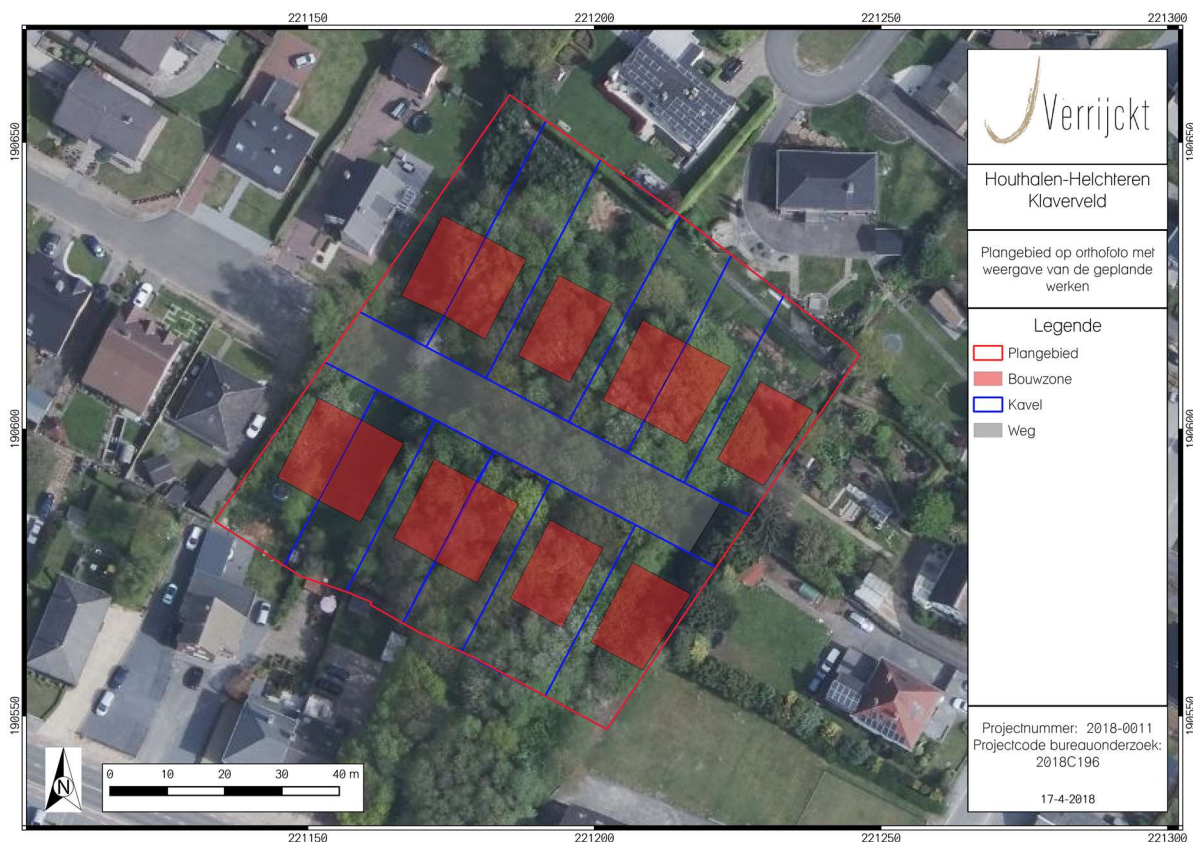 221150 221200 221250 221300
190650 190650
190600 190600
190550 190550
221150 221200 221250 221300
Verrijckt
Houthalen-Helchteren
Klaverveld
Plangebied op orthofoto met
weergave van de geplande
werken
Legende
Plangebied
Bouwzone
Kavel
Weg
Projectnummer: 2018-0011
Projectcode bureauonderzoek:
2018C196
17-4-2018
N
0 10 20 30 40 m